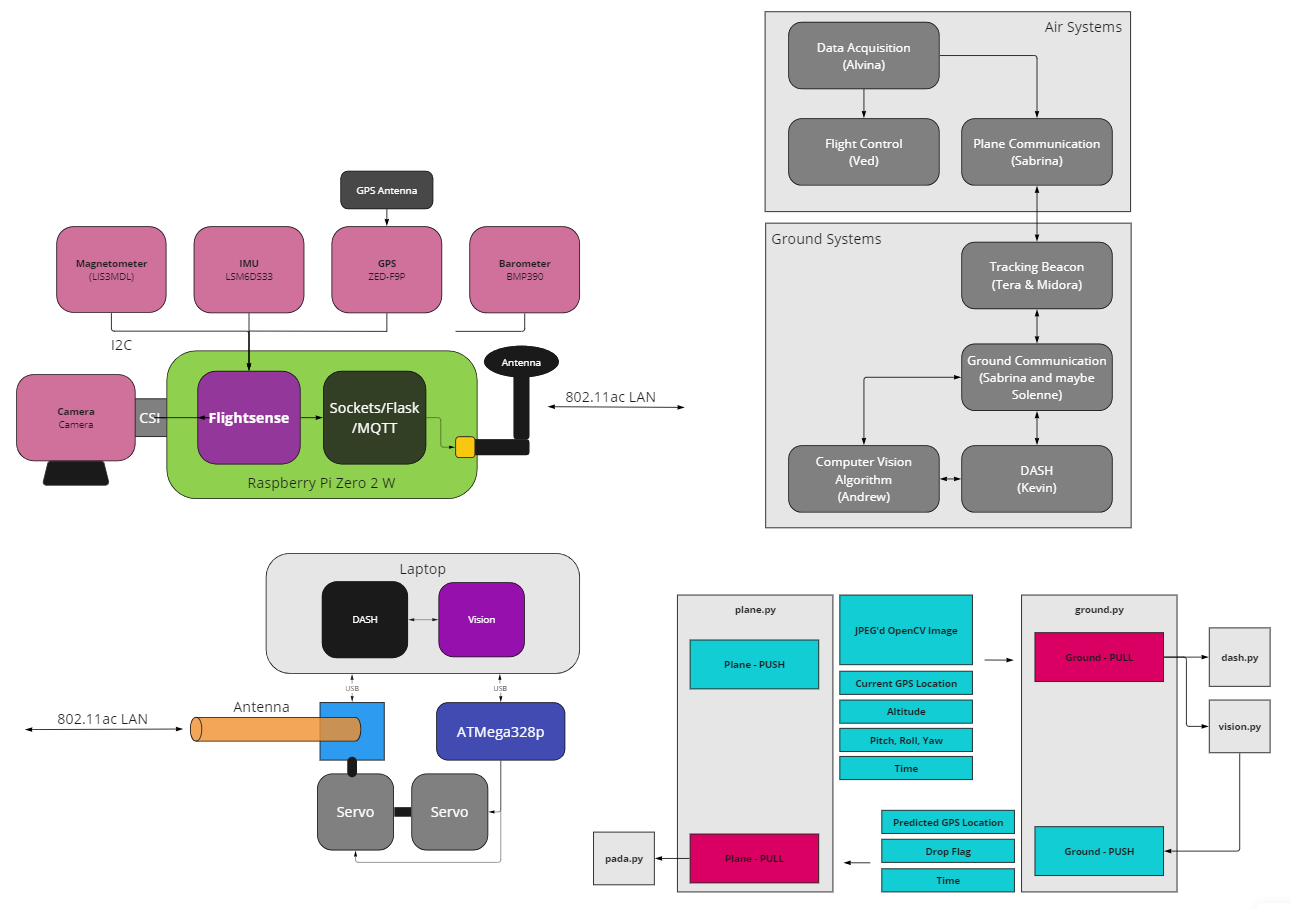 Air Systems
Data Acquisition
(Alvina)
Flight Control
(Ved)
Plane Communication
(Sabrina)
Ground Systems
Tracking Beacon
(Tera & Midora)
Ground Communication
(Sabrina and maybe
Solenne)
Computer Vision
Algorithm
(Andrew)
DASH
(Kevin)
GPS Antenna
Magnetometer
(LIS3MDL)
IMU
LSM6DS33
GPS
ZED-F9P
Barometer
BMP390
I2C
Camera
Camera
CSI
Flightsense
Sockets/Flask
/MQTT
Raspberry Pi Zero 2 W
Antenna
802.11ac LAN
Laptop
DASH
Vision
USB
USB
802.11ac LAN
Antenna
ATMega328p
Servo
Servo
plane.py
Plane - PUSH
Plane - PULL
pada.py
JPEG'd OpenCV Image
Current GPS Location
Altitude
Pitch, Roll, Yaw
Time
Predicted GPS Location
Drop Flag
Time
ground.py
Ground - PULL
Ground - PUSH
dash.py
vision.py